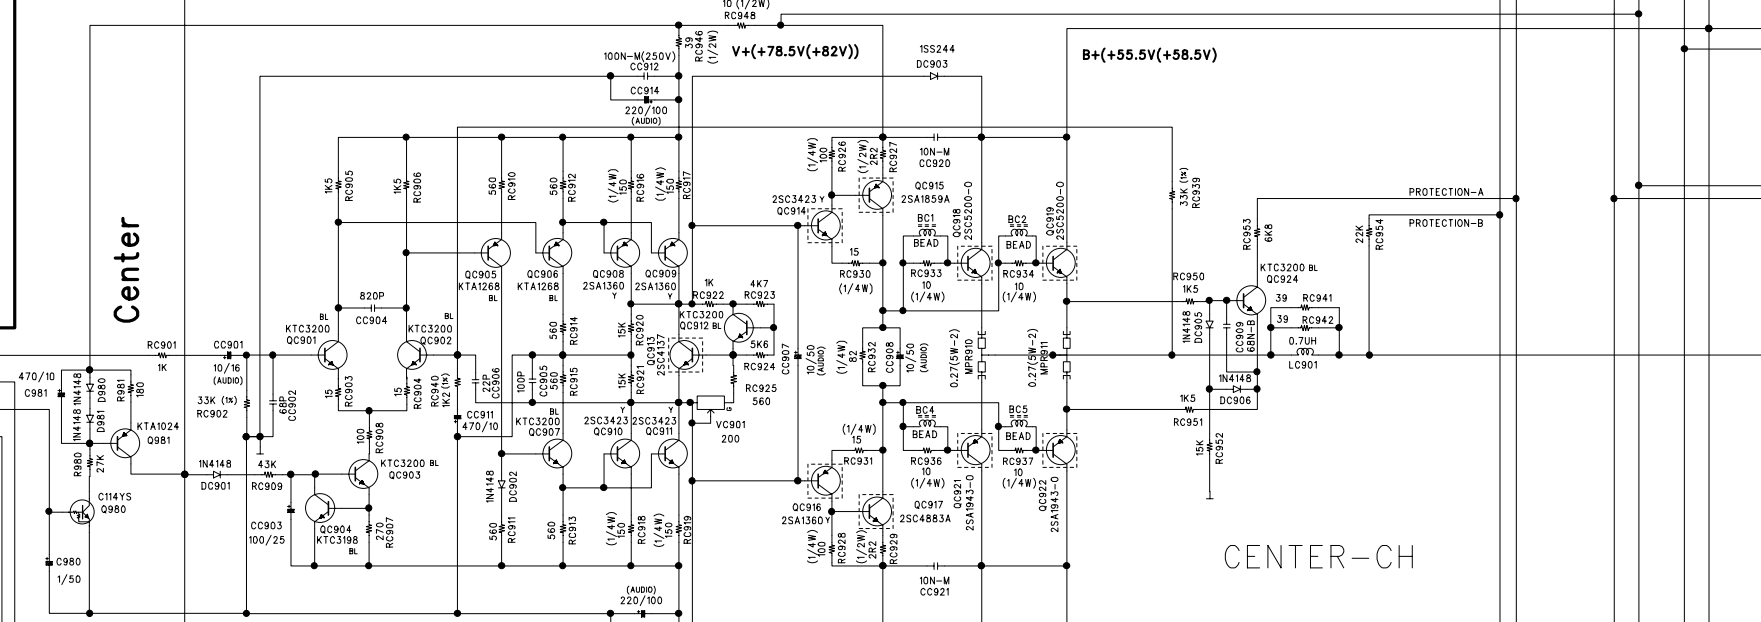 10 (1/2W)
RC948
39
RC946
(1/2W)
V+(+78.5V(+82V))
1SS244
DC903
B+(+55.5V(+58.5V)
100N-M(250V)
CC912
CC914
220/100
(AUDIO)
Center
1K5
RC905
1K5
RC906
560
RC910
560
RC912
(1/4W)
150
RC916
(1/4W)
150
RC917
(1/4W)
100
RC926
(1/2W)
2R2
RC927
10N-M
CC920
33K (1%)
RC939
PROTECTION-A
PROTECTION-B
2SC3423 Y
QC914
QC915
2SA1859A
BC1
BEAD
QC918
2SC5200-O
BC2
BEAD
QC919
2SC5200-O
RC953
6K8
22K
RC954
QC905
KTA1268
BL
QC906
KTA1268
BL
QC908
2SA1360
Y
QC909
2SA1360
Y
15
RC930
(1/4W)
RC933
10
(1/4W)
RC934
10
(1/4W)
RC950
1K5
KTC3200 BL
QC924
820P
CC904
1K
RC922
4K7
RC923
KTC3200
QC912 BL
5K6
RC924
RC925
560
VC901
200
G
BL
KTC3200
QC901
BL
KTC3200
QC902
560
RC914
15K
RC920
QC913
2SC4137
CC907
10/50
(AUDIO)
(1/4W)
82
RC932
CC908
10/50
(AUDIO)
0.27(5W-2)
MPR910
0.27(5W-2)
MPR911
1N4148
DC905
CC909
68N-B
39
RC941
39
RC942
0.7UH
LC901
1N4148
DC906
RC901
1K
CC901
10/16
(AUDIO)
33K (1%)
RC902
68P
CC902
15
RC903
15
RC904
RC940
1K2 (1%)
22P
CC906
100P
CC905
560
RC915
15K
RC921
CC911
470/10
470/10
C981
1N4148
D980
1N4148
D981
R981
180
KTA1024
Q981
R980
27K
C114YS
Q980
C980
1/50
1N4148
DC901
43K
RC909
100
RC908
KTC3200 BL
QC903
CC903
100/25
QC904
KTC3198
BL
270
RC907
BL
KTC3200
QC907
Y
2SC3423
QC910
Y
2SC3423
QC911
1N4148
DC902
560
RC911
560
RC913
(1/4W)
150
RC918
(1/4W)
150
RC919
(1/4W)
15
RC931
BC4
BEAD
RC936
10
(1/4W)
QC921
2SA1943-O
BC5
BEAD
RC937
10
(1/4W)
QC922
2SA1943-O
1K5
RC951
15K
RC952
QC916
2SA1360Y
QC917
2SC4883A
(1/4W)
100
RC928
(1/2W)
2R2
RC929
10N-M
CC921
(AUDIO)
220/100
CENTER-CH